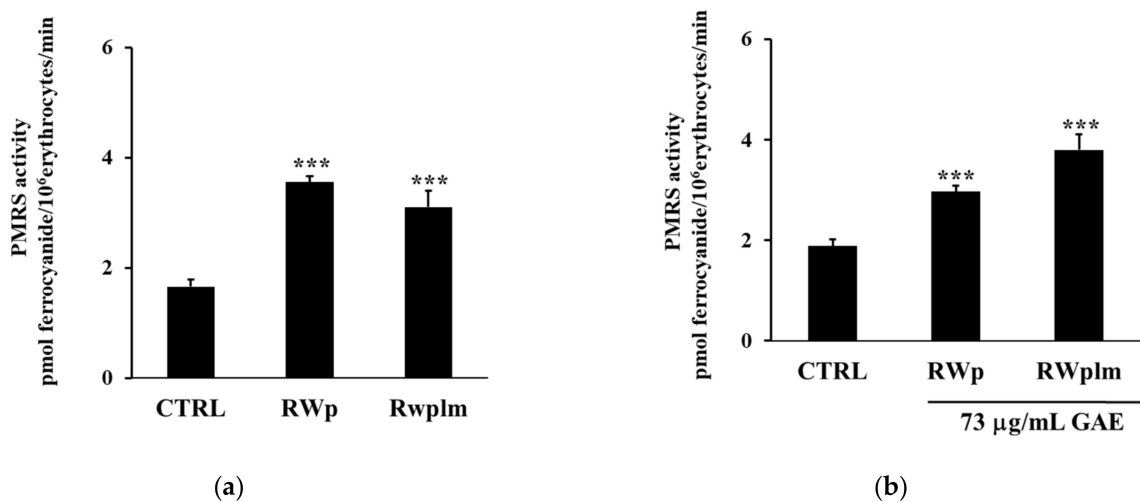 PMRS activity
pmol ferrocyanide/10⁶erythrocytes/min
6
4
2
0
***
***
CTRL
RWp
Rwplm
(a)
PMRS activity
pmol ferrocyanide/10⁶erythrocytes/min
6
4
2
0
***
***
CTRL
RWp
RWplm
73 μg/mL GAE
(b)